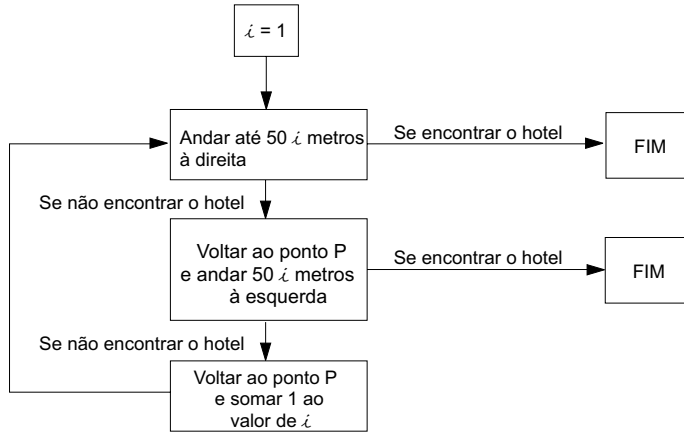 i = 1
Andar até 50 i metros
à direita
Se encontrar o hotel
FIM
Se não encontrar o hotel
Voltar ao ponto P
e andar 50 i metros
à esquerda
Se encontrar o hotel
FIM
Se não encontrar o hotel
Voltar ao ponto P
e somar 1 ao
valor de i